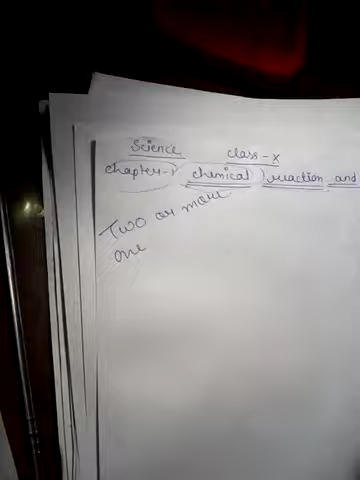 Science class-x
chapter-1 chemical reaction and
Two or more
one